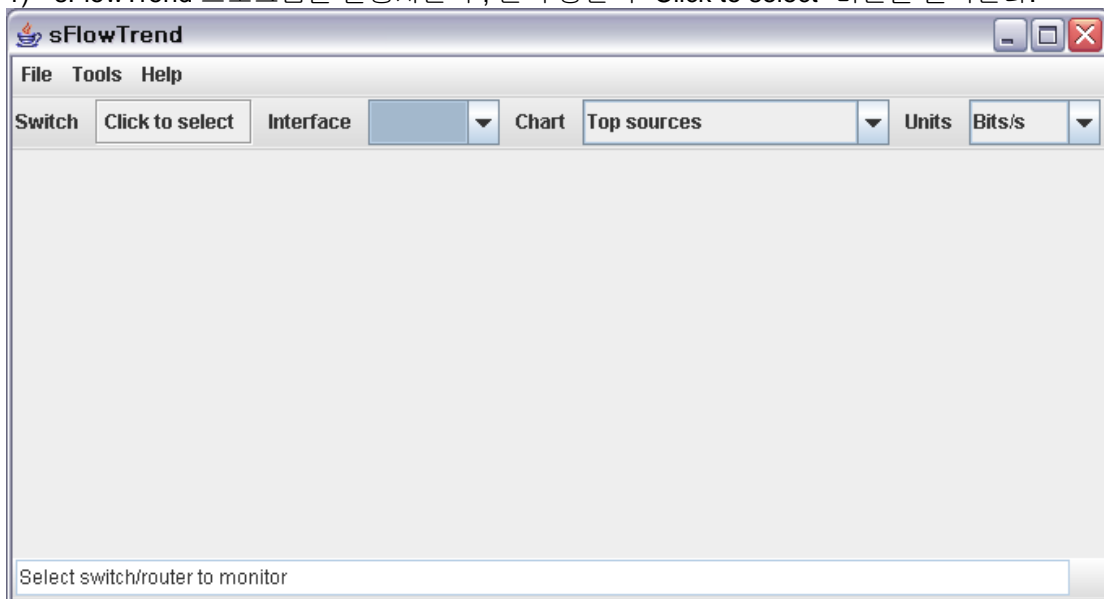 sFlowTrend
File Tools Help
Switch Click to select Interface Chart Top sources Units Bits/s
Select switch/router to monitor